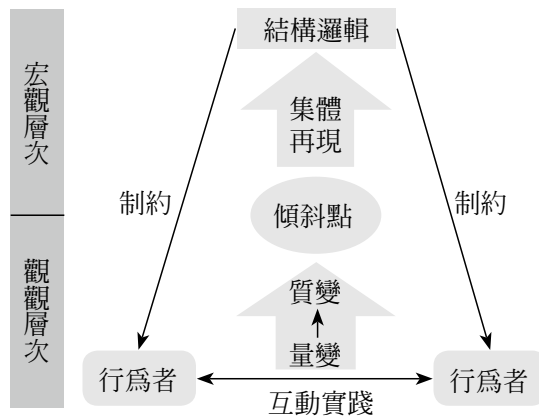 結構邏輯
宏觀層次
集體
再現
制約
傾斜點
制約
觀觀層次
質變
量變
行爲者
行爲者
互動實踐